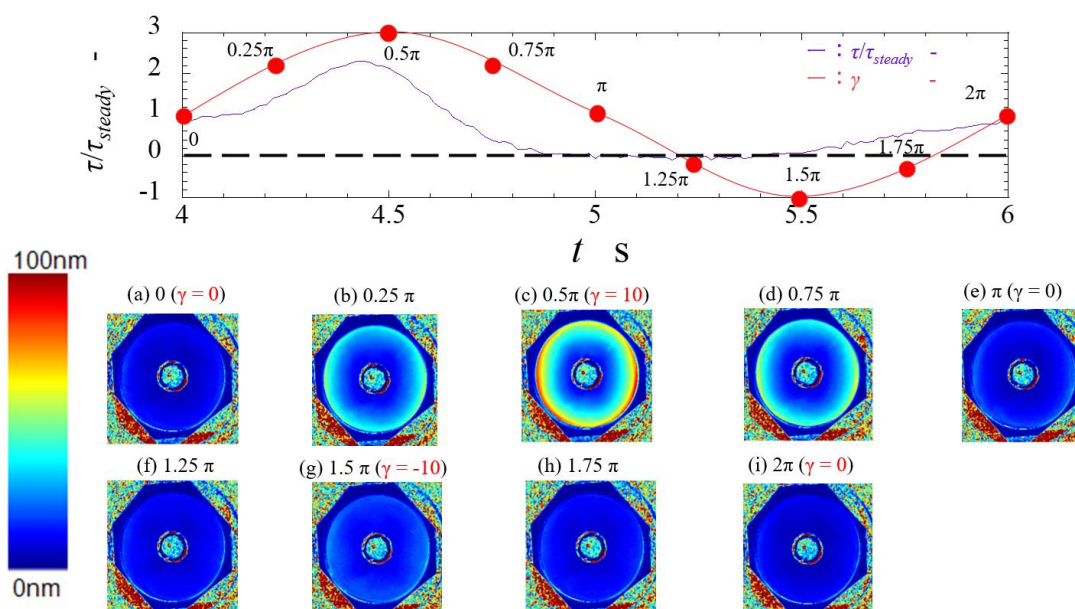 3
2
1
0
-1
τ/τsteady -
0
0.25π
0.5π
0.75π
π
1.25π
1.5π
1.75π
2π
: τ/τsteady -
: γ -
4
4.5
5
5.5
6
t s
100nm
0nm
(a) 0 (γ = 0)
(b) 0.25 π
(c) 0.5π (γ = 10)
(d) 0.75 π
(e) π (γ = 0)
(f) 1.25 π
(g) 1.5 π (γ = -10)
(h) 1.75 π
(i) 2π (γ = 0)